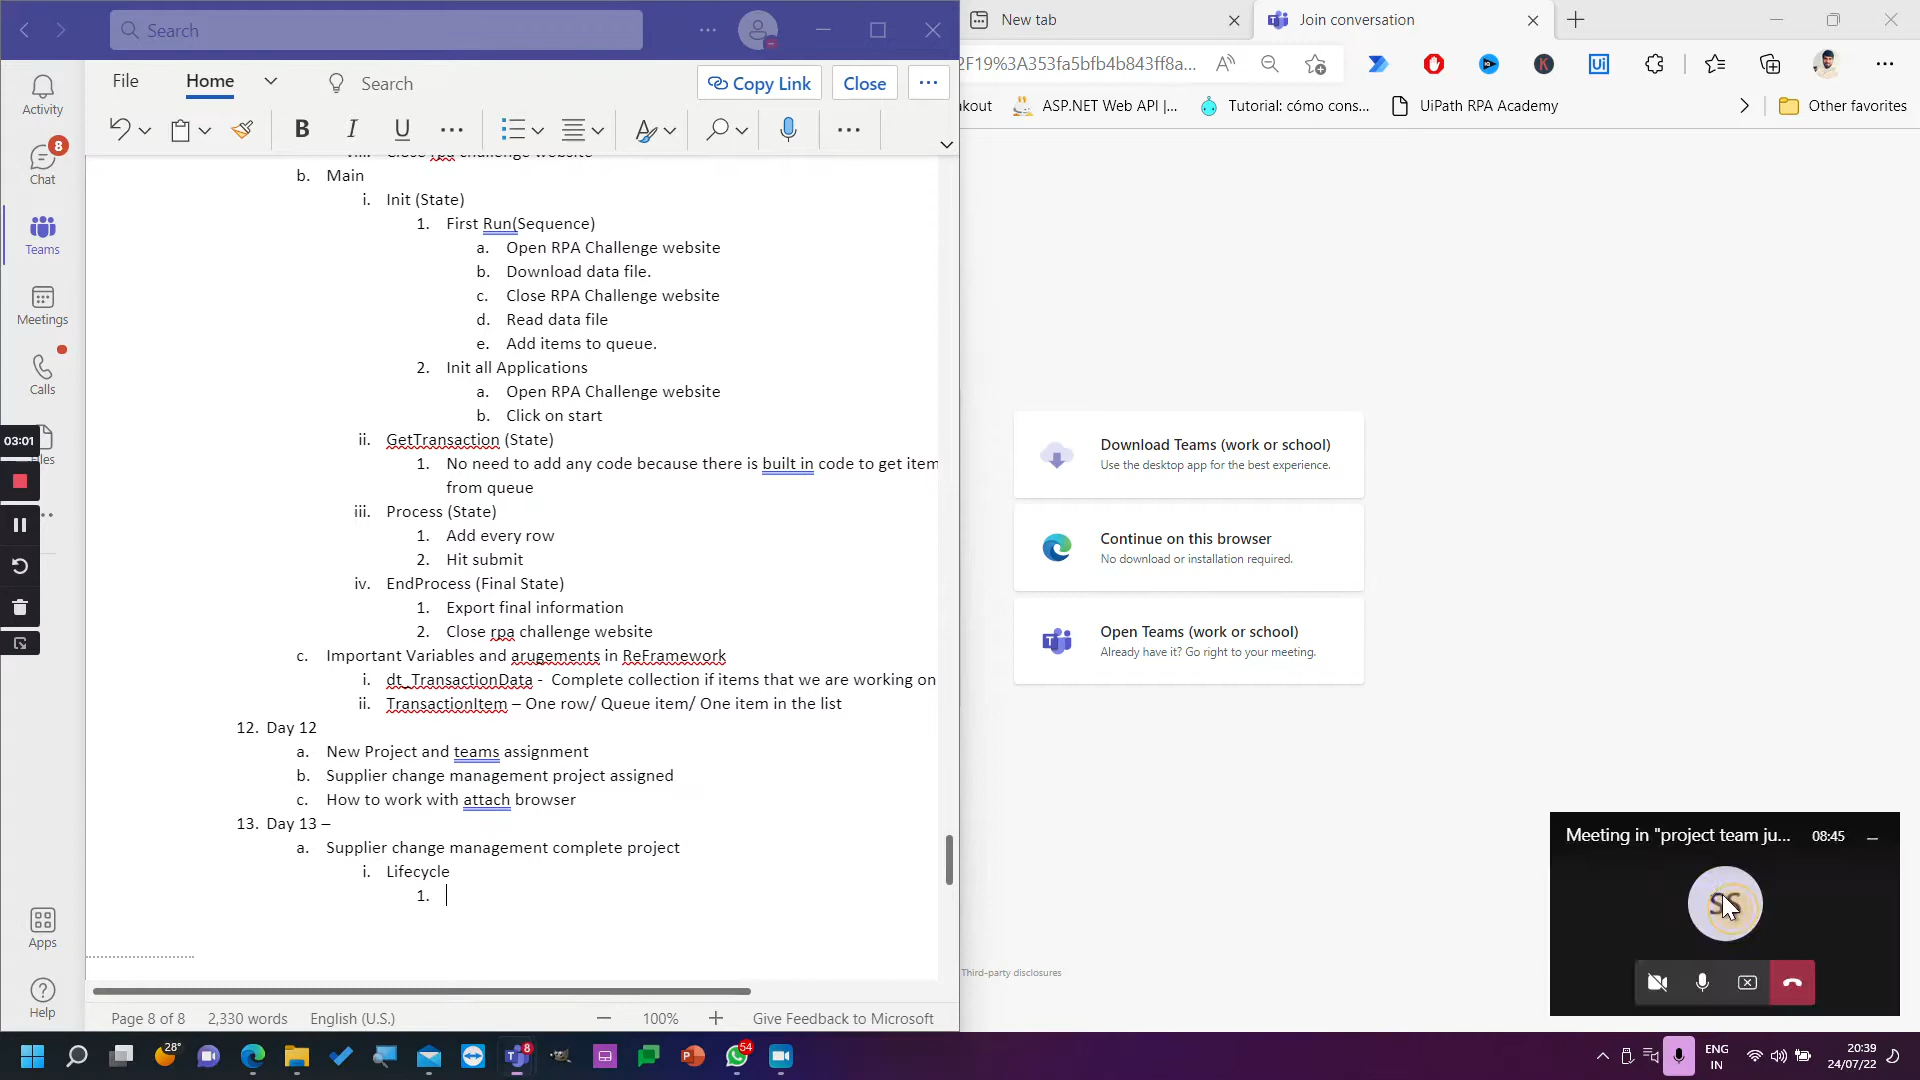 Search
New tab
Join conversation
2F19%3A353fa5bfb4b843ff8a...
File
Home
Search
Copy Link
Close
ASP.NET Web API |...
Tutorial: cómo cons...
UiPath RPA Academy
Other favorites
Activity
8
Chat
Teams
Meetings
Calls
Files
Apps
Help
03:01
viii. Close rpa challenge website
b. Main
i. Init (State)
1. First Run(Sequence)
a. Open RPA Challenge website
b. Download data file.
c. Close RPA Challenge website
d. Read data file
e. Add items to queue.
2. Init all Applications
a. Open RPA Challenge website
b. Click on start
ii. GetTransaction (State)
1. No need to add any code because there is built in code to get item
from queue
iii. Process (State)
1. Add every row
2. Hit submit
iv. EndProcess (Final State)
1. Export final information
2. Close rpa challenge website
c. Important Variables and arugements in ReFramework
i. dt_TransactionData - Complete collection if items that we are working on
ii. TransactionItem – One row/ Queue item/ One item in the list
12. Day 12
a. New Project and teams assignment
b. Supplier change management project assigned
c. How to work with attach browser
13. Day 13 –
a. Supplier change management complete project
i. Lifecycle
1.
Page 8 of 8
2,330 words
English (U.S.)
100%
Give Feedback to Microsoft
Download Teams (work or school)
Use the desktop app for the best experience.
Continue on this browser
No download or installation required.
Open Teams (work or school)
Already have it? Go right to your meeting.
Third-party disclosures
Meeting in "project team ju...
08:45
SS
28°
8
54
ENG
IN
20:39
24/07/22